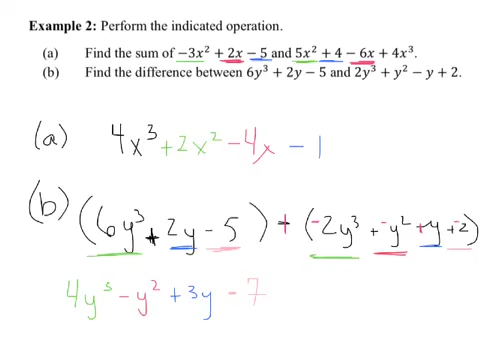 Example 2: Perform the indicated operation.
(a) Find the sum of −3x² + 2x − 5 and 5x² + 4 − 6x + 4x³.
(b) Find the difference between 6y³ + 2y − 5 and 2y³ + y² − y + 2.
(a) 4x³ + 2x² − 4x − 1
(b) (6y³ + 2y − 5) + (−2y³ + −y² + y + −2)
4y³ − y² + 3y − 7